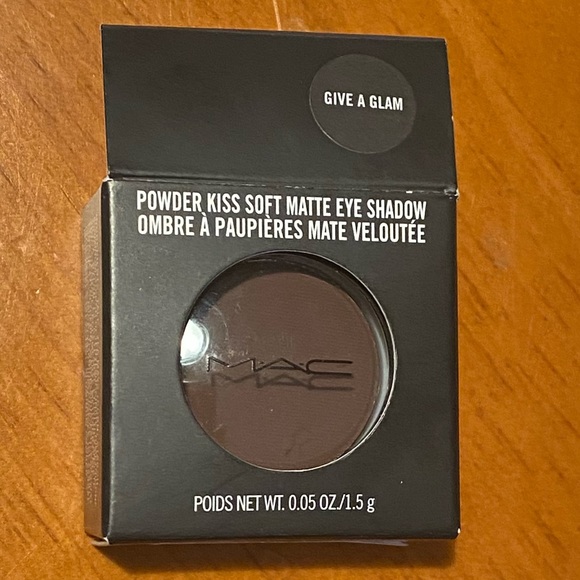 GIVE A GLAM
POWDER KISS SOFT MATTE EYE SHADOW
OMBRE À PAUPIÈRES MATE VELOUTÉE
MAC
MAC
POIDS NET WT. 0.05 OZ./1.5 g